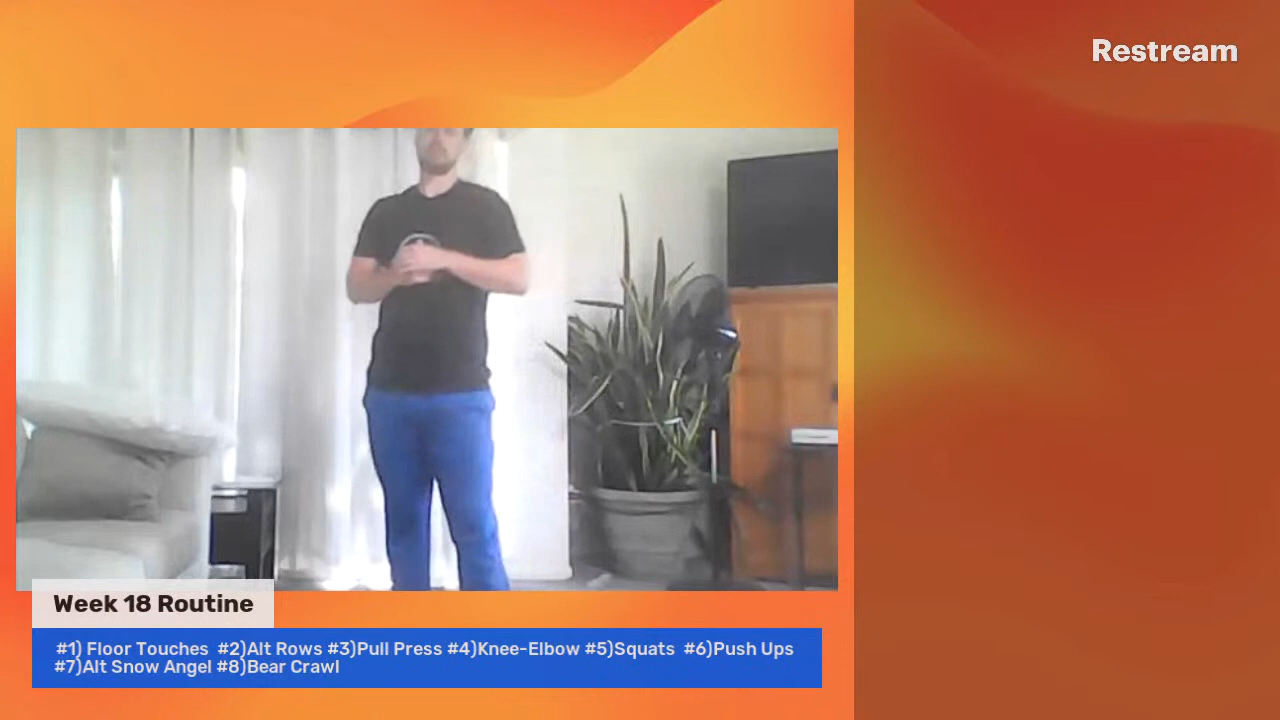 Restream
Week 18 Routine
#1) Floor Touches  #2)Alt Rows #3)Pull Press #4)Knee-Elbow #5)Squats  #6)Push Ups
#7)Alt Snow Angel #8)Bear Crawl